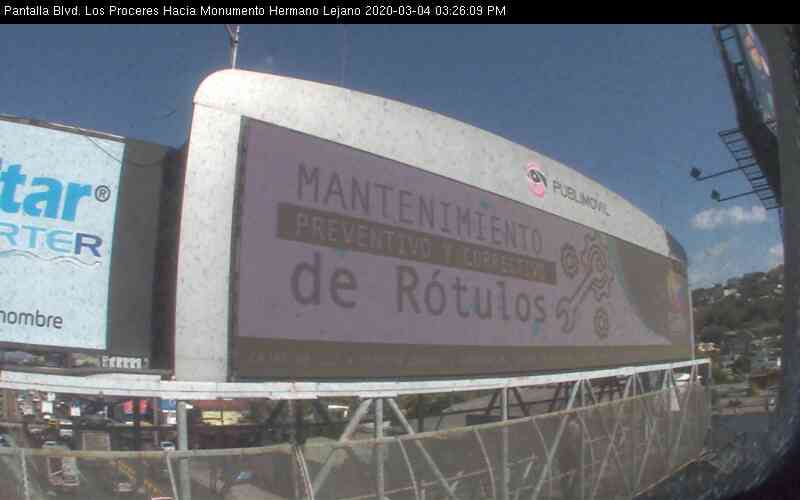 Pantalla Blvd. Los Proceres Hacia Monumento Hermano Lejano 2020-03-04 03:26:09 PM
PUBLIMOVIL
MANTENIMIENTO
PREVENTIVO Y CORRECTIVO
de Rótulos
tar®
RTER
nombre